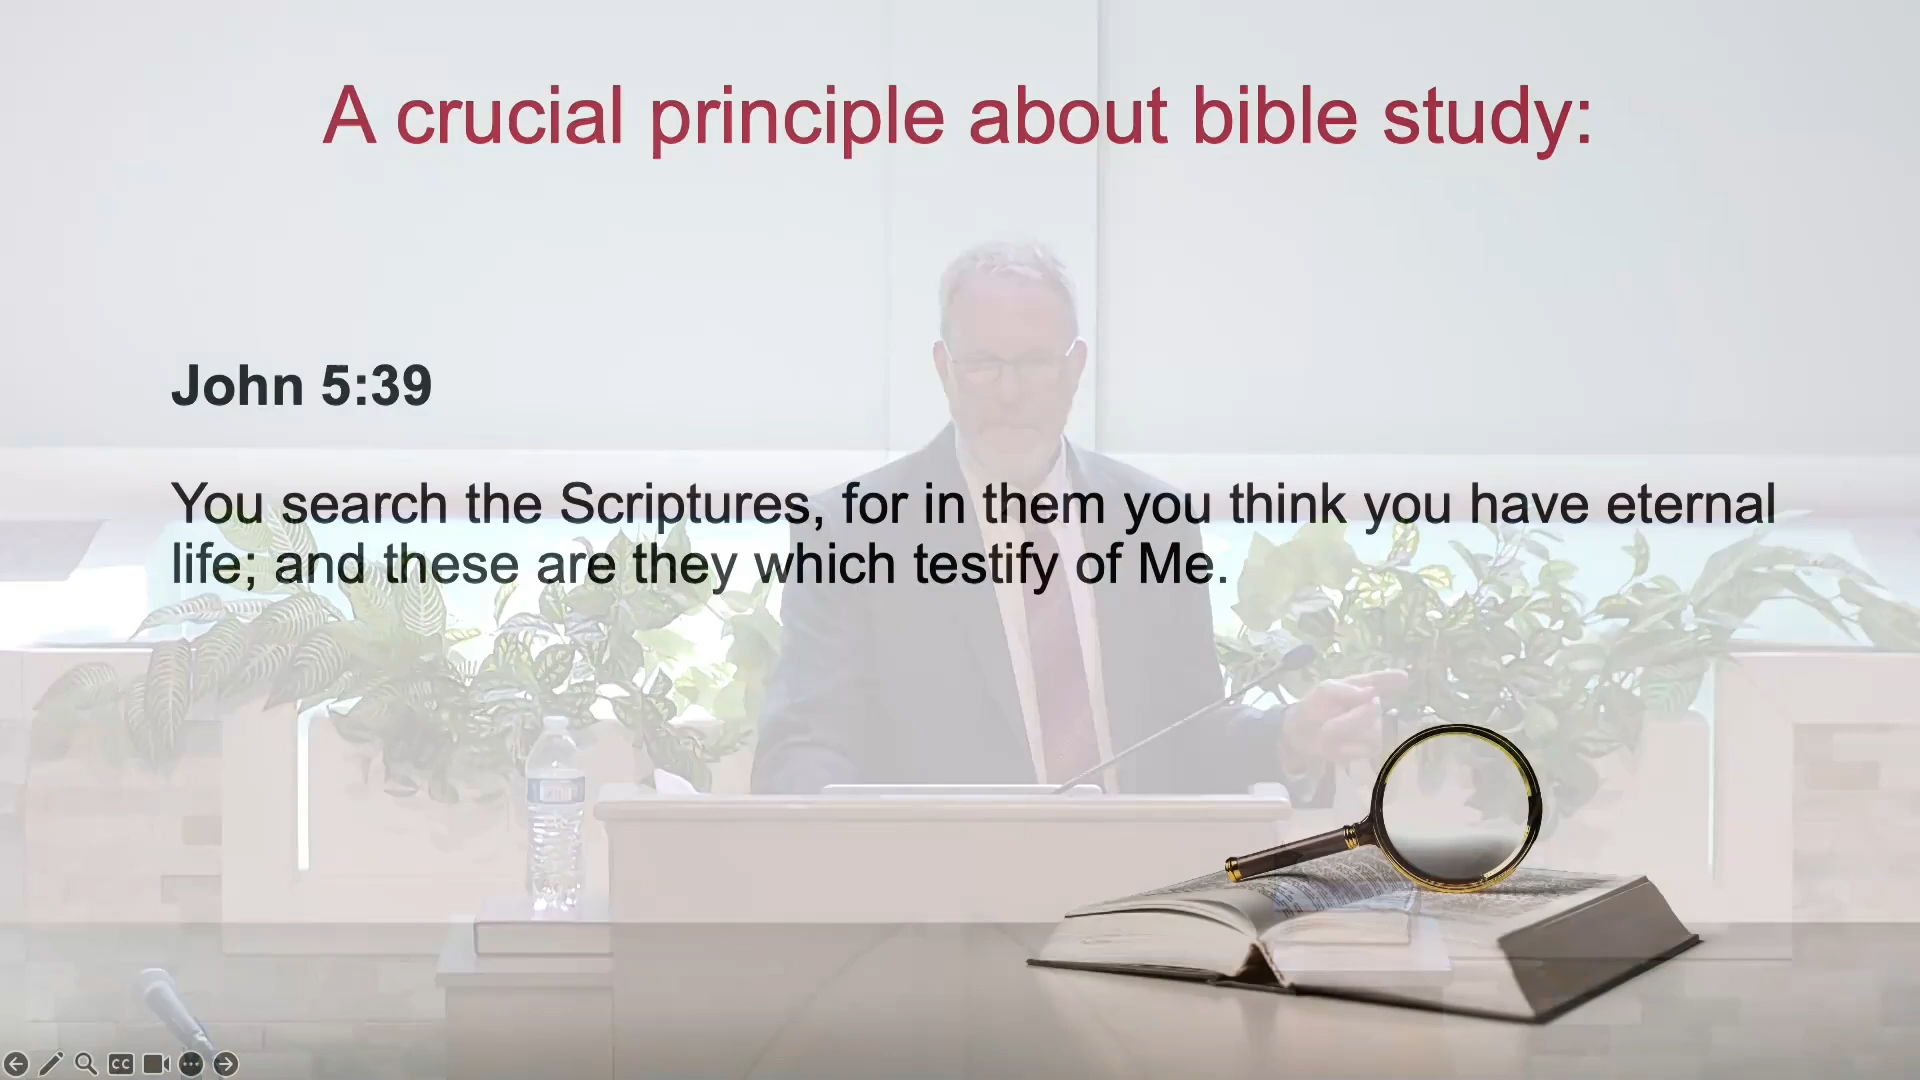 A crucial principle about bible study:
John 5:39
You search the Scriptures, for in them you think you have eternal
life; and these are they which testify of Me.
CC